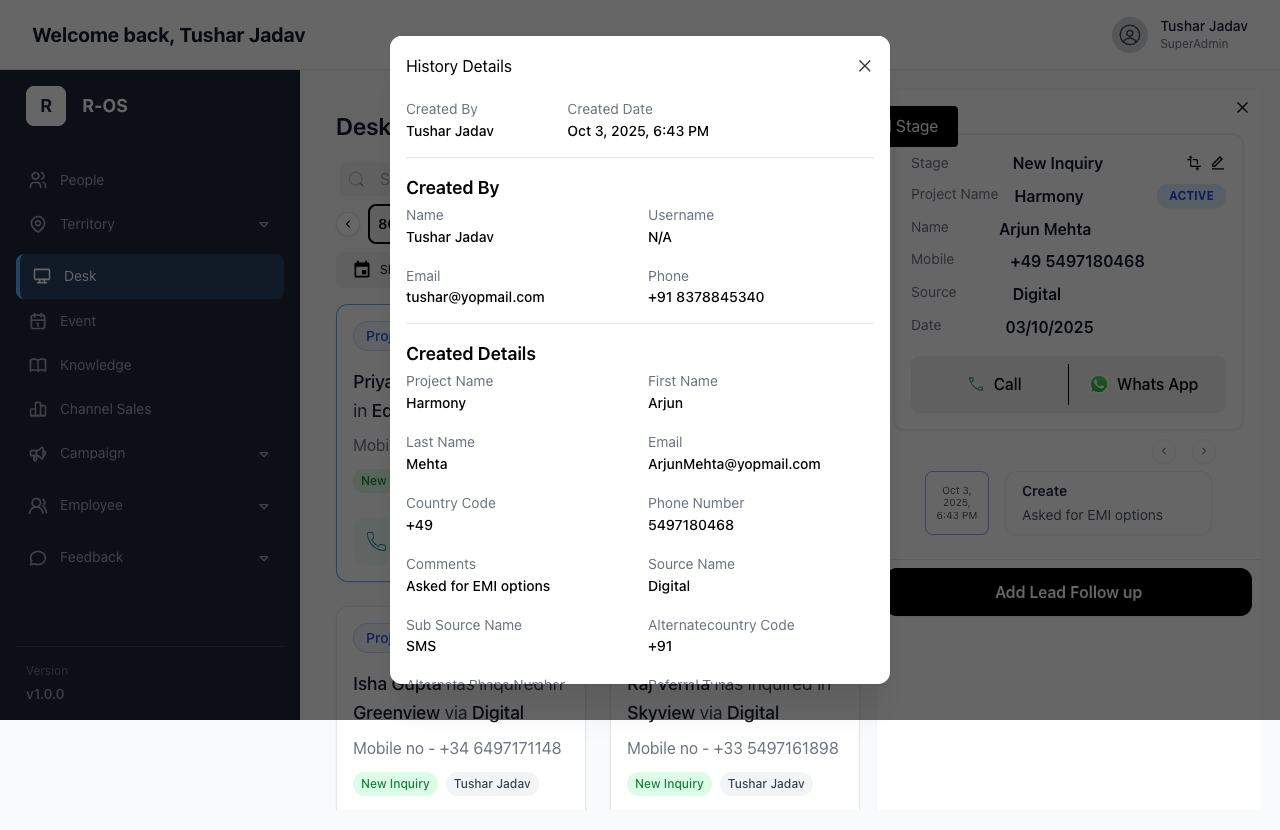 Welcome back, Tushar Jadav
Tushar Jadav
SuperAdmin
R
R-OS
People
Territory
Desk
Event
Knowledge
Channel Sales
Campaign
Employee
Feedback
Version
v1.0.0
Desk
History Details
Created By
Created Date
Tushar Jadav
Oct 3, 2025, 6:43 PM
Created By
Name
Username
Tushar Jadav
N/A
Email
Phone
tushar@yopmail.com
+91 8378845340
Created Details
Project Name
First Name
Harmony
Arjun
Last Name
Email
Mehta
ArjunMehta@yopmail.com
Country Code
Phone Number
+49
5497180468
Comments
Source Name
Asked for EMI options
Digital
Sub Source Name
Alternatecountry Code
SMS
+91
Alternate Phone Number
Referral Type
Stage
Stage
New Inquiry
Project Name
Harmony
ACTIVE
Name
Arjun Mehta
Mobile
+49 5497180468
Source
Digital
Date
03/10/2025
Call
Whats App
Oct 3,
2025,
6:43 PM
Create
Asked for EMI options
Add Lead Follow up
in
New
Isha Gupta has inquired in
Greenview via Digital
Mobile no - +34 6497171148
New Inquiry
Tushar Jadav
Raj Verma has inquired in
Skyview via Digital
Mobile no - +33 5497161898
New Inquiry
Tushar Jadav